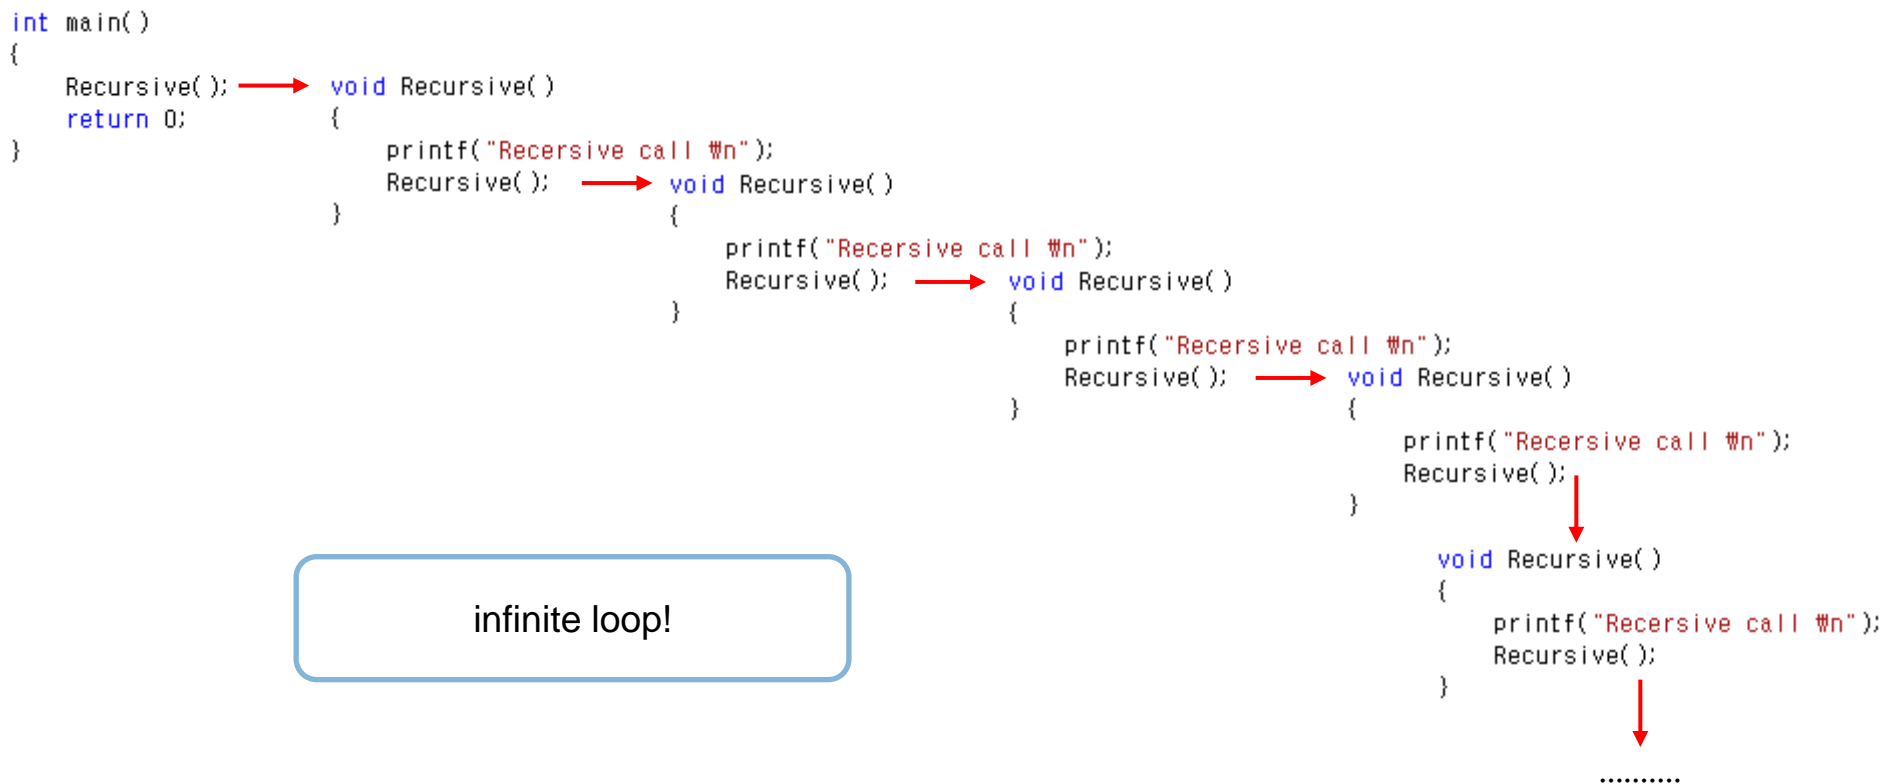 int main()
{
    Recursive();
    return 0;
}
void Recursive()
{
    printf("Recersive call ₩n");
    Recursive();
}
void Recursive()
{
    printf("Recersive call ₩n");
    Recursive();
}
void Recursive()
{
    printf("Recersive call ₩n");
    Recursive();
}
void Recursive()
{
    printf("Recersive call ₩n");
    Recursive();
}
void Recursive()
{
    printf("Recersive call ₩n");
    Recursive();
}
..........
infinite loop!